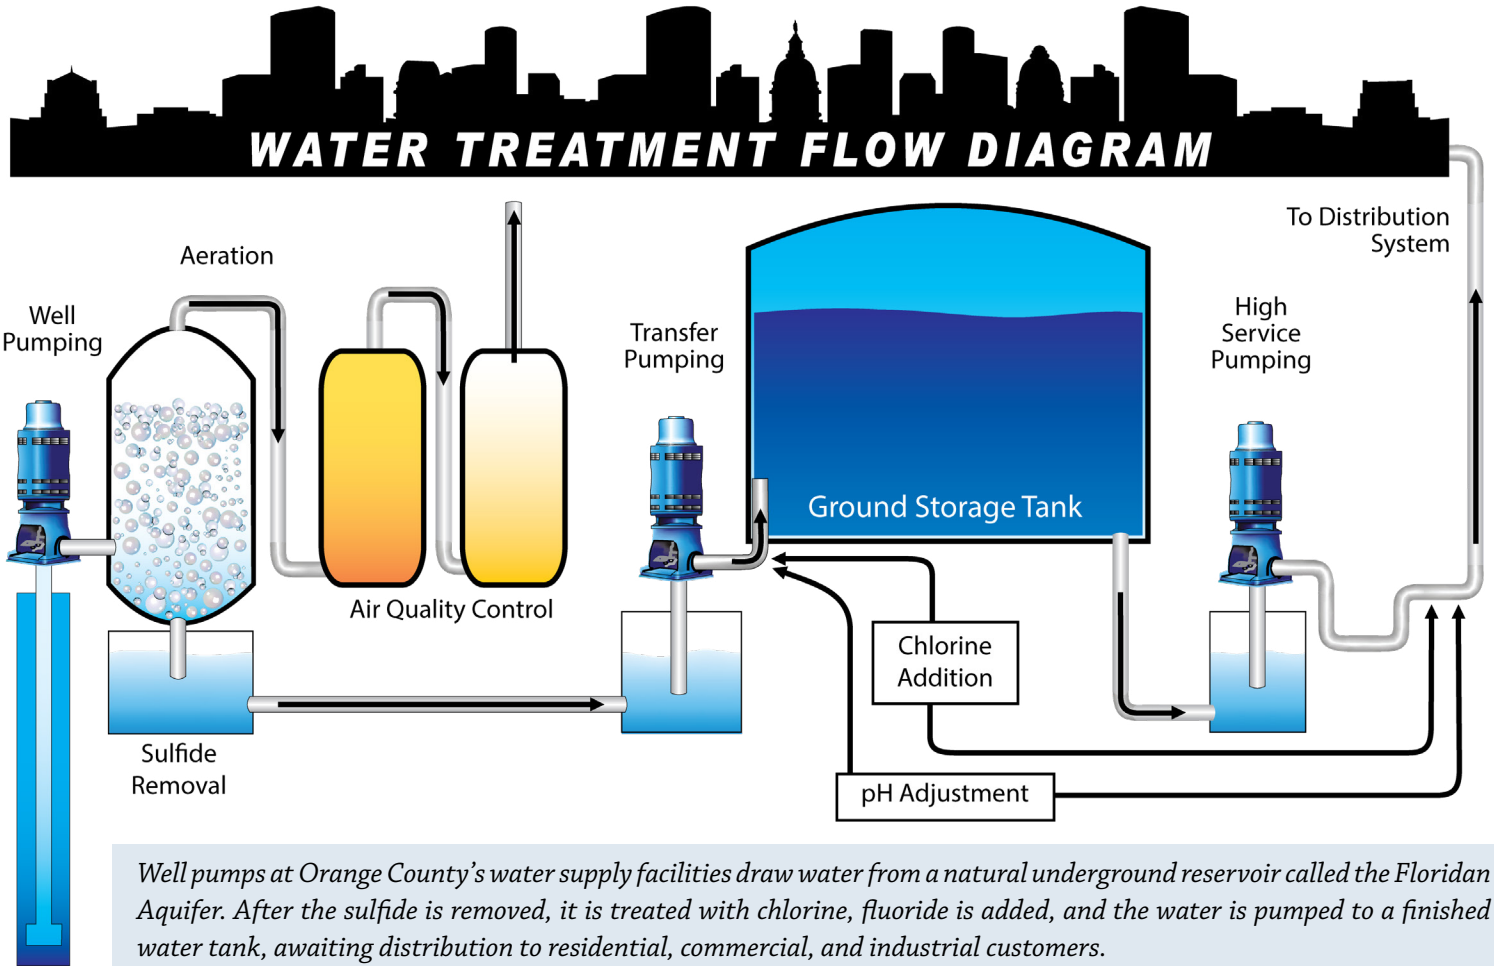 WATER TREATMENT FLOW DIAGRAM
To Distribution
System
Aeration
Well
Pumping
Transfer
Pumping
High
Service
Pumping
Ground Storage Tank
Air Quality Control
Chlorine
Addition
Sulfide
Removal
pH Adjustment
Well pumps at Orange County's water supply facilities draw water from a natural underground reservoir called the Floridan
Aquifer. After the sulfide is removed, it is treated with chlorine, fluoride is added, and the water is pumped to a finished
water tank, awaiting distribution to residential, commercial, and industrial customers.